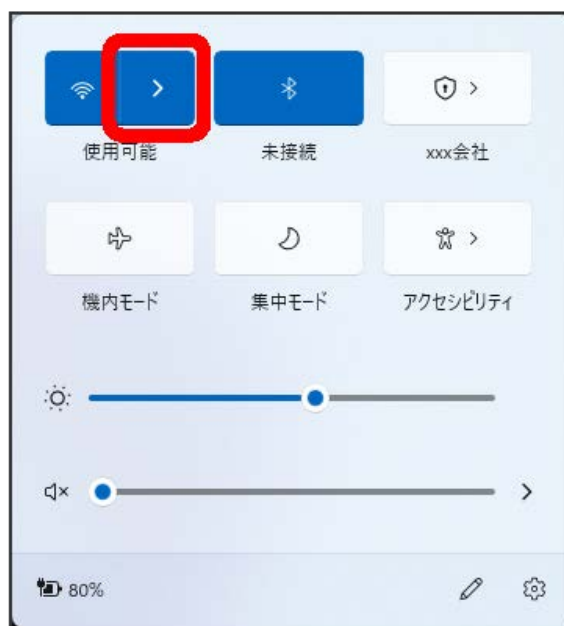 使用可能
未接続
xxx会社
機内モード
集中モード
アクセシビリティ
80%